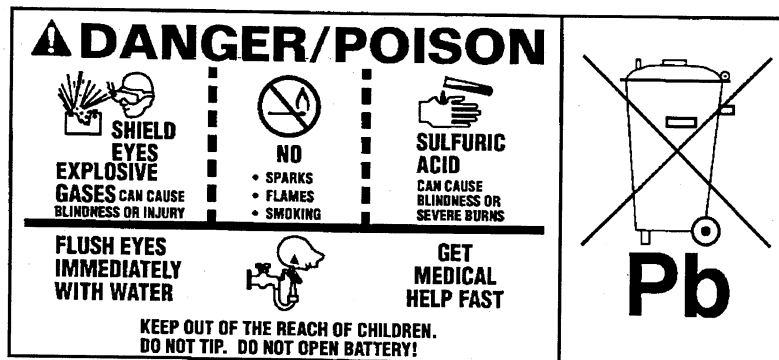 DANGER/POISON
SHIELD
EYES
EXPLOSIVE
GASES CAN CAUSE
BLINDNESS OR INJURY
NO
• SPARKS
• FLAMES
• SMOKING
SULFURIC
ACID
CAN CAUSE
BLINDNESS OR
SEVERE BURNS
FLUSH EYES
IMMEDIATELY
WITH WATER
GET
MEDICAL
HELP FAST
KEEP OUT OF THE REACH OF CHILDREN.
DO NOT TIP. DO NOT OPEN BATTERY!
Pb